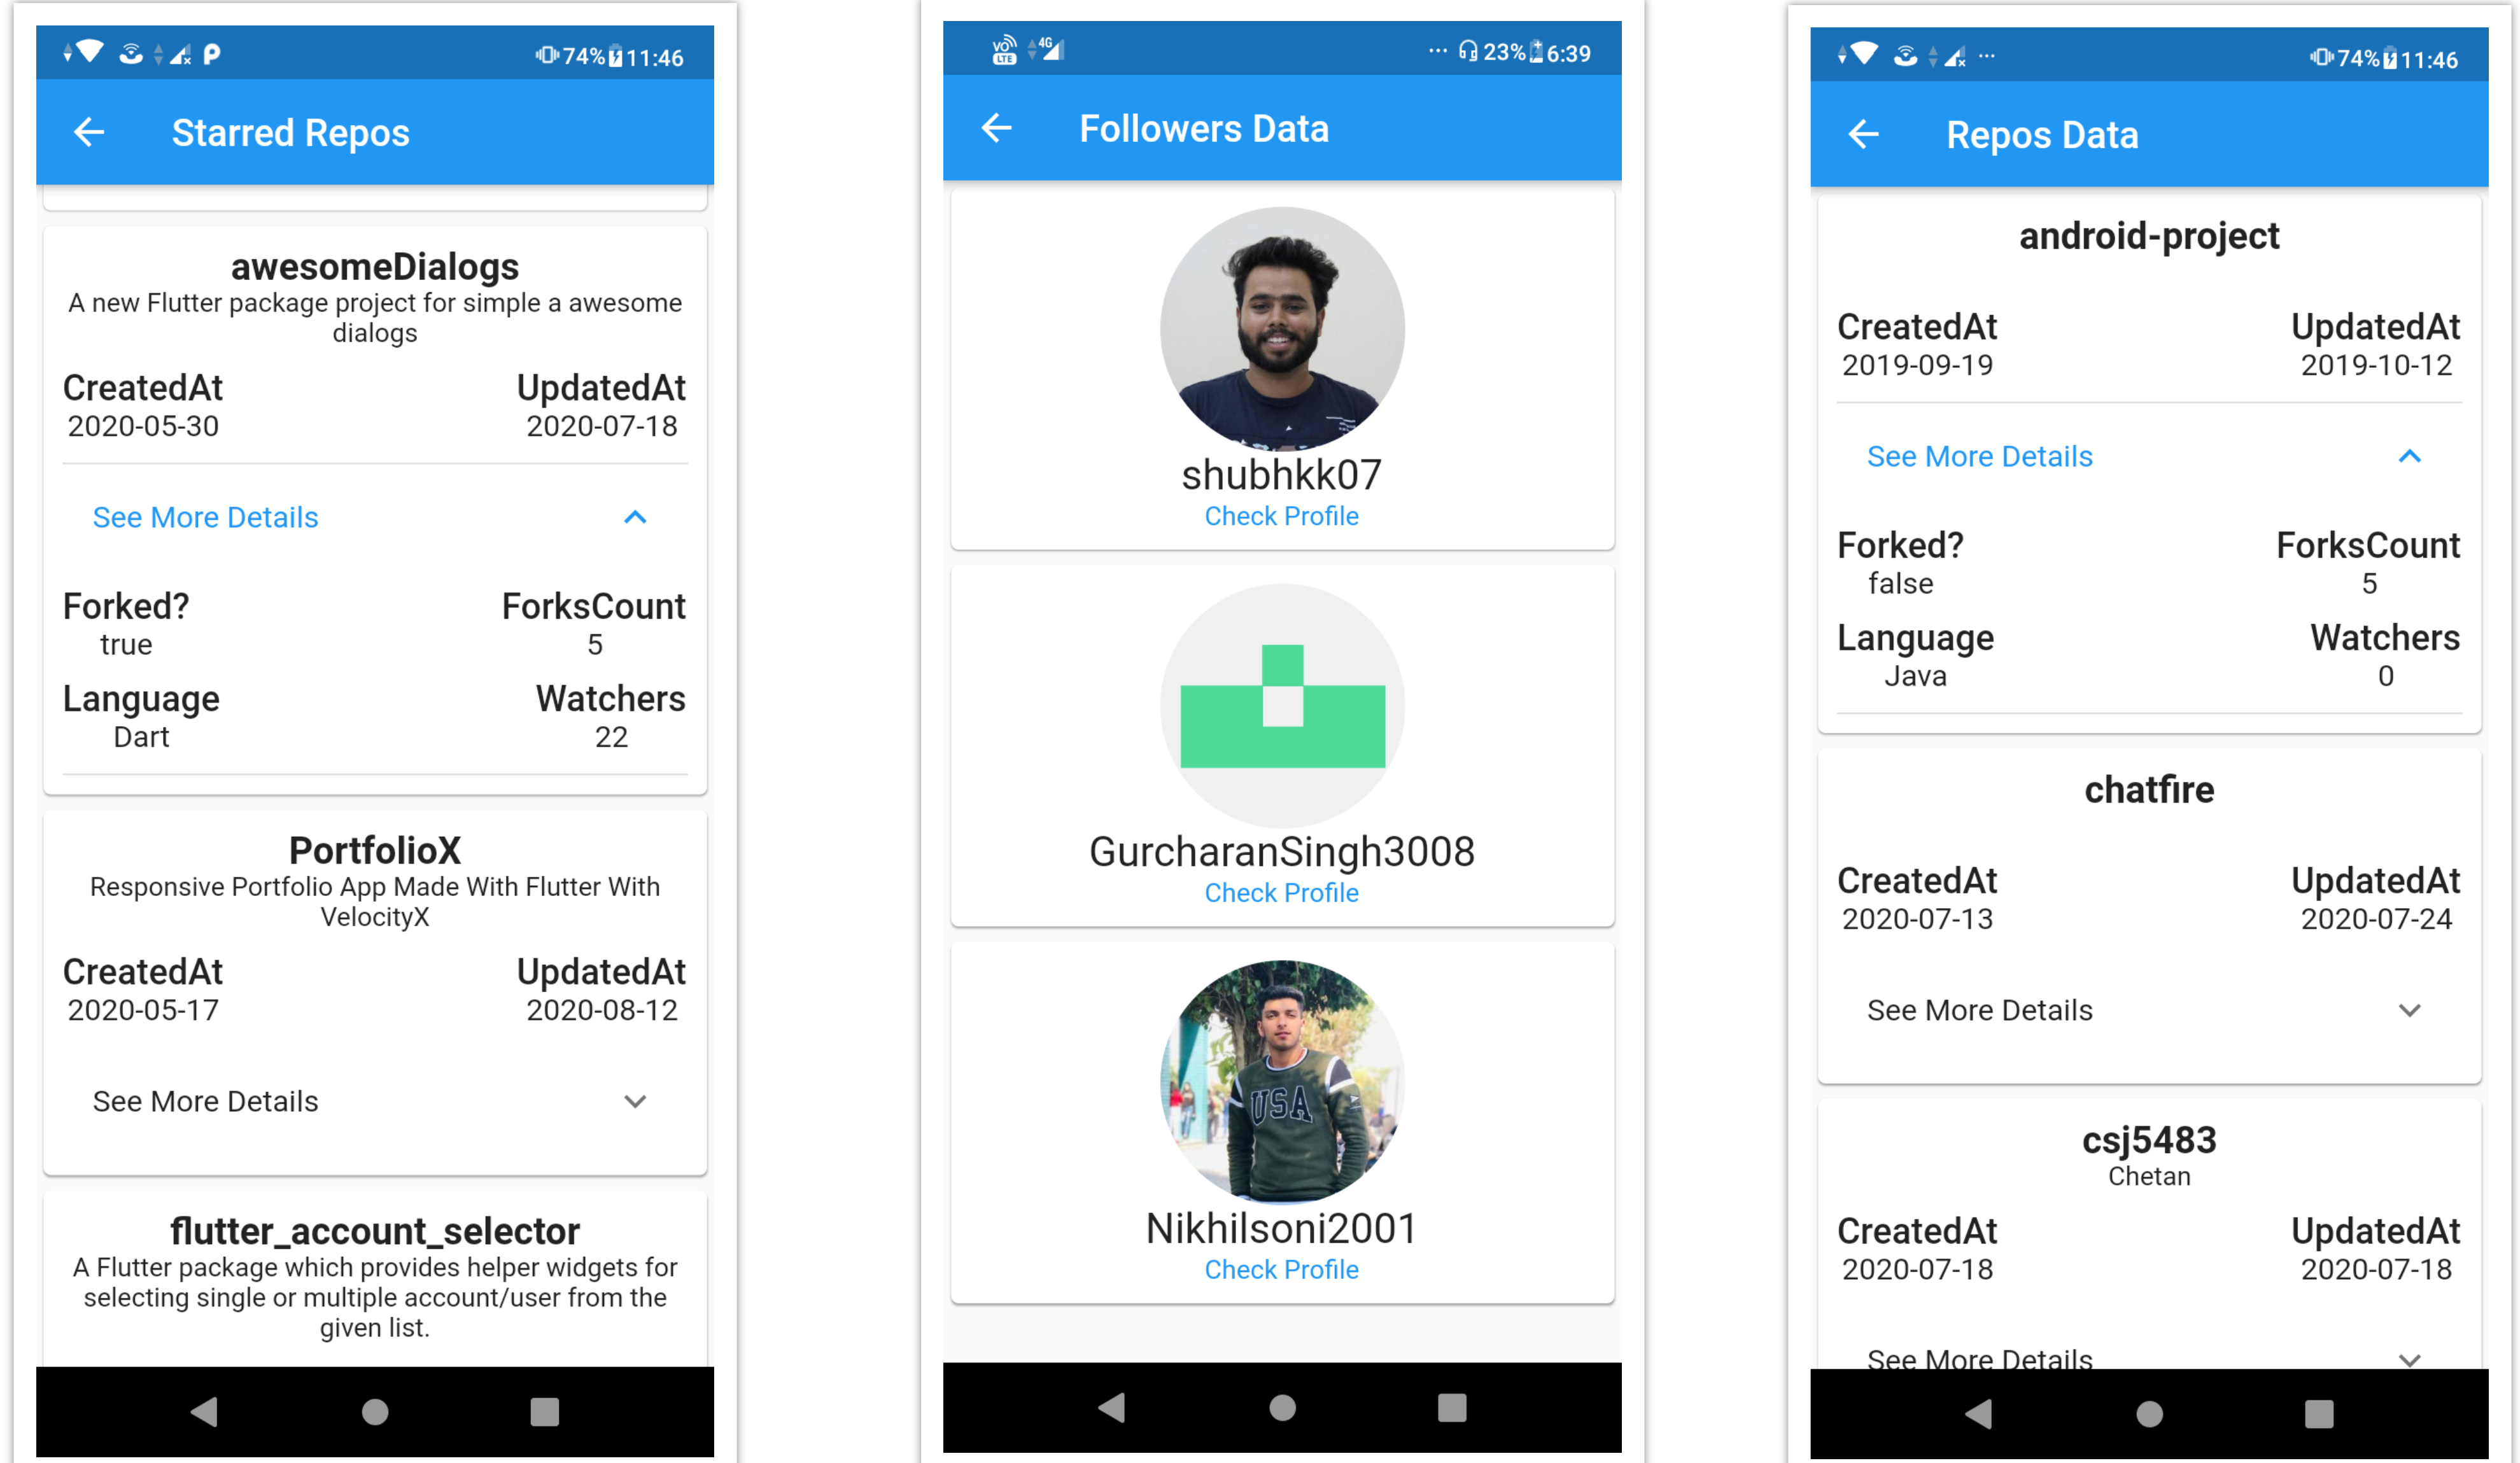 74% 11:46
Starred Repos
awesomeDialogs
A new Flutter package project for simple a awesome
dialogs
CreatedAt UpdatedAt
2020-05-30 2020-07-18
See More Details
Forked? ForksCount
true 5
Language Watchers
Dart 22
PortfolioX
Responsive Portfolio App Made With Flutter With
VelocityX
CreatedAt UpdatedAt
2020-05-17 2020-08-12
See More Details
flutter_account_selector
A Flutter package which provides helper widgets for
selecting single or multiple account/user from the
given list.
VO LTE 4G ... 23% 6:39
Followers Data
shubhkk07
Check Profile
GurcharanSingh3008
Check Profile
USA
Nikhilsoni2001
Check Profile
... 74% 11:46
Repos Data
android-project
CreatedAt UpdatedAt
2019-09-19 2019-10-12
See More Details
Forked? ForksCount
false 5
Language Watchers
Java 0
chatfire
CreatedAt UpdatedAt
2020-07-13 2020-07-24
See More Details
csj5483
Chetan
CreatedAt UpdatedAt
2020-07-18 2020-07-18
See More Details